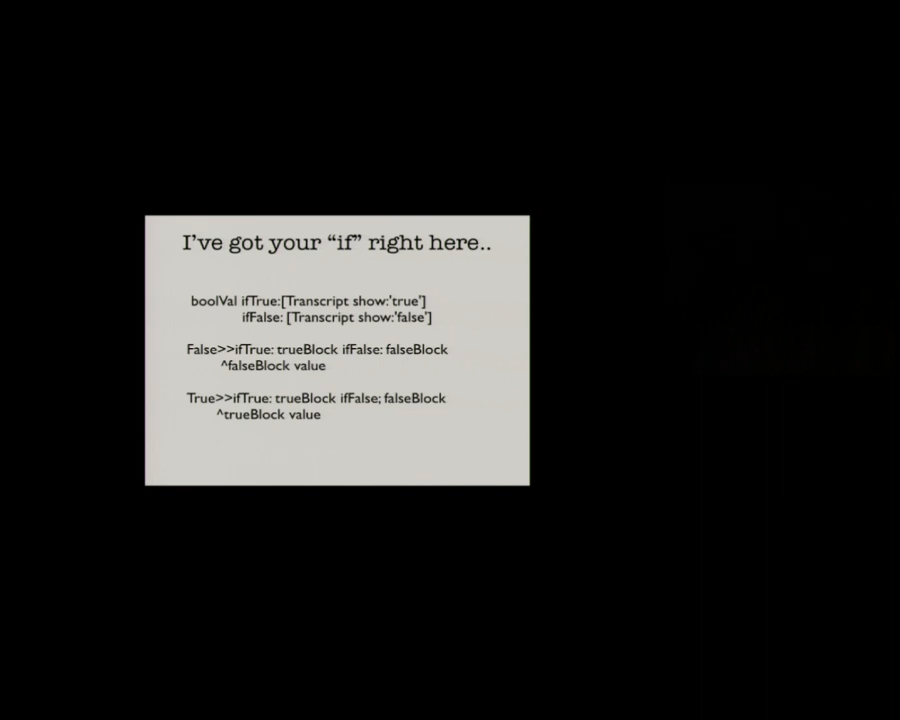 I've got your “if” right here..
boolVal ifTrue:[Transcript show:'true']
ifFalse: [Transcript show:'false']
False>>ifTrue: trueBlock ifFalse: falseBlock
^falseBlock value
True>>ifTrue: trueBlock ifFalse; falseBlock
^trueBlock value